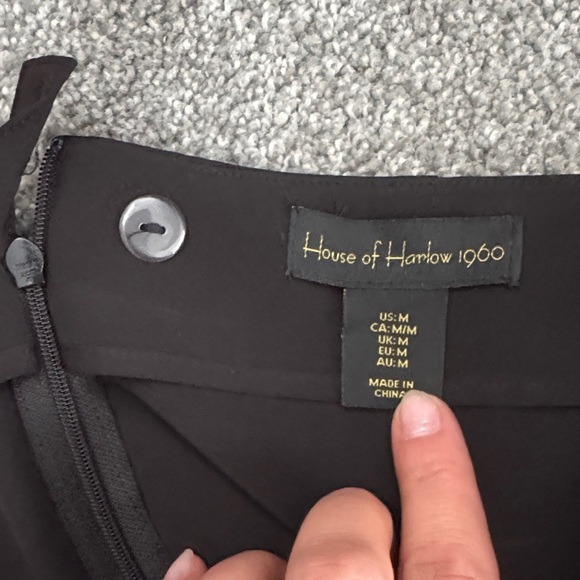 House of Harlow 1960
US: M
CA: M/M
UK: M
EU: M
AU: M
MADE IN
CHINA